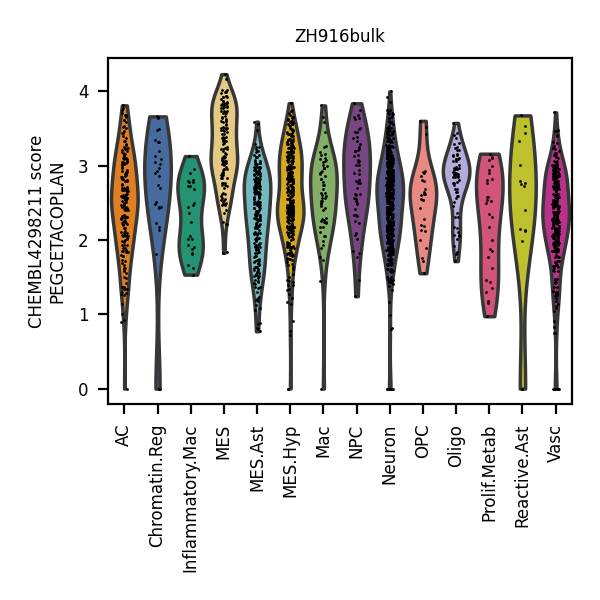 ZH916bulk
CHEMBL4298211 score
PEGCETACOPLAN
4
3
2
1
0
AC
Chromatin.Reg
Inflammatory.Mac
MES
MES.Ast
MES.Hyp
Mac
NPC
Neuron
OPC
Oligo
Prolif.Metab
Reactive.Ast
Vasc